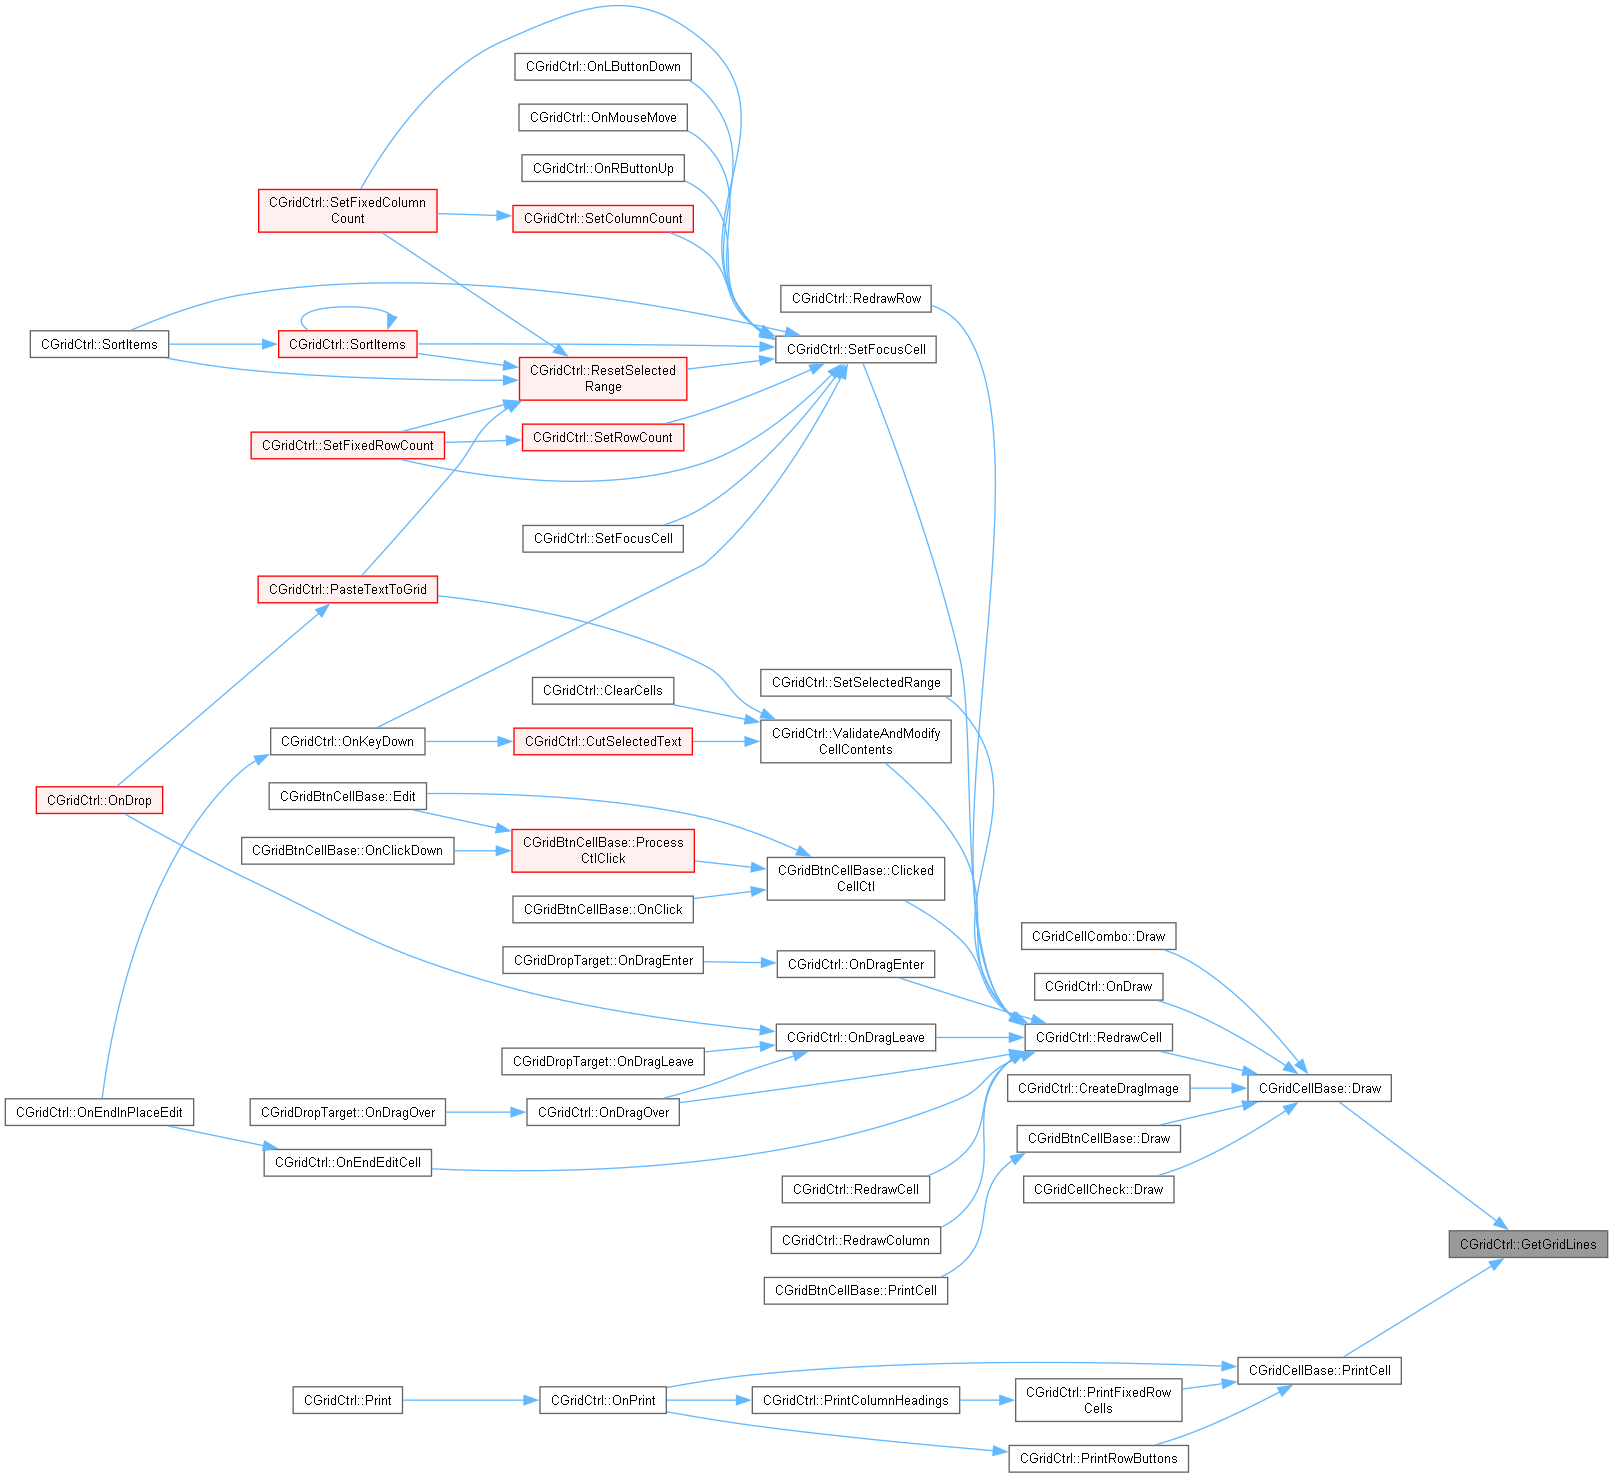 CGridCtrl::OnLButtonDown
CGridCtrl::OnMouseMove
CGridCtrl::OnRButtonUp
CGridCtrl::SetFixedColumn
Count
CGridCtrl::SetColumnCount
CGridCtrl::RedrawRow
CGridCtrl::SortItems
CGridCtrl::SortItems
CGridCtrl::SetFocusCell
CGridCtrl::ResetSelected
Range
CGridCtrl::SetFixedRowCount
CGridCtrl::SetRowCount
CGridCtrl::SetFocusCell
CGridCtrl::PasteTextToGrid
CGridCtrl::SetSelectedRange
CGridCtrl::ClearCells
CGridCtrl::OnKeyDown
CGridCtrl::CutSelectedText
CGridCtrl::ValidateAndModify
CellContents
CGridCtrl::OnDrop
CGridBtnCellBase::Edit
CGridBtnCellBase::OnClickDown
CGridBtnCellBase::Process
CtlClick
CGridBtnCellBase::Clicked
CellCtl
CGridBtnCellBase::OnClick
CGridCellCombo::Draw
CGridDropTarget::OnDragEnter
CGridCtrl::OnDragEnter
CGridCtrl::OnDraw
CGridCtrl::OnDragLeave
CGridCtrl::RedrawCell
CGridDropTarget::OnDragLeave
CGridCtrl::CreateDragImage
CGridCellBase::Draw
CGridCtrl::OnEndInPlaceEdit
CGridDropTarget::OnDragOver
CGridCtrl::OnDragOver
CGridBtnCellBase::Draw
CGridCtrl::OnEndEditCell
CGridCtrl::RedrawCell
CGridCellCheck::Draw
CGridCtrl::RedrawColumn
CGridCtrl::GetGridLines
CGridBtnCellBase::PrintCell
CGridCellBase::PrintCell
CGridCtrl::Print
CGridCtrl::OnPrint
CGridCtrl::PrintColumnHeadings
CGridCtrl::PrintFixedRow
Cells
CGridCtrl::PrintRowButtons